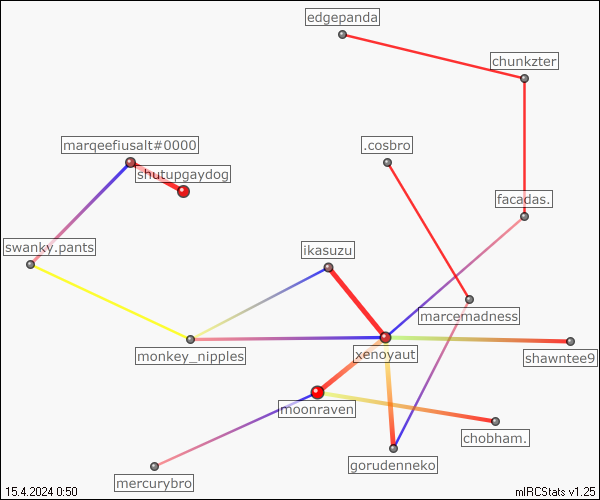 edgepanda
chunkzter
marqeefiusalt#0000
.cosbro
shutupgaydog
facadas.
swanky.pants
ikasuzu
marcemadness
monkey_nipples
xenoyaut
shawntee9
moonraven
chobham.
gorudenneko
mercurybro
15.4.2024 0:50
mIRCStats v1.25